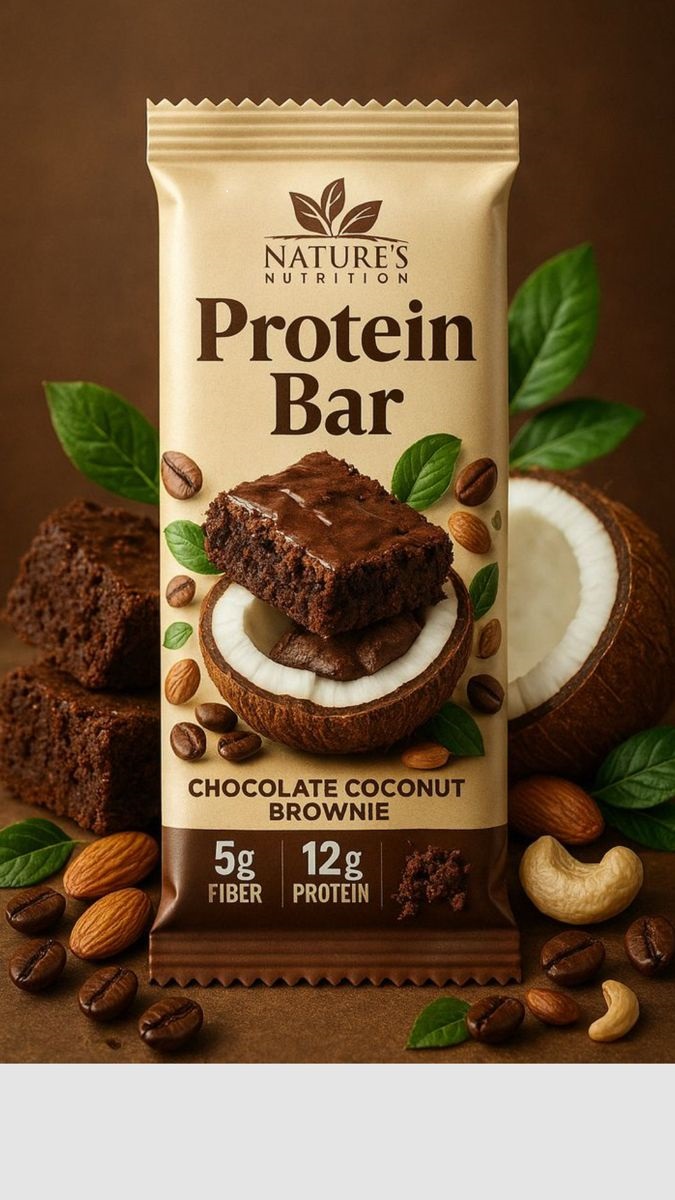 NATURE'S
NUTRITION
Protein
Bar
CHOCOLATE COCONUT
BROWNIE
5g
FIBER
12g
PROTEIN